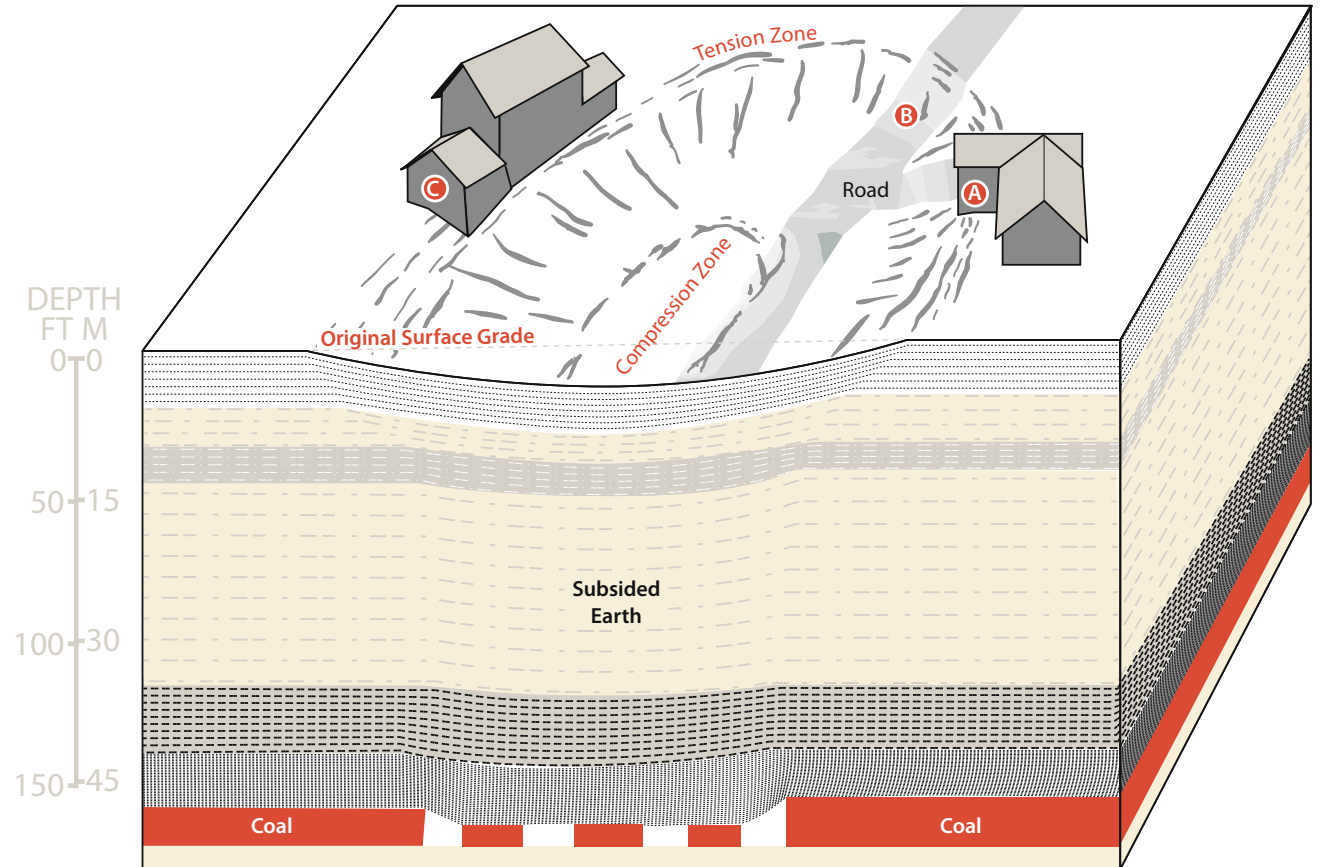 Tension Zone
B
C
A
Road
Compression Zone
Original Surface Grade
DEPTH
FT M
0 0
50 15
100 30
150 45
Subsided
Earth
Coal
Coal